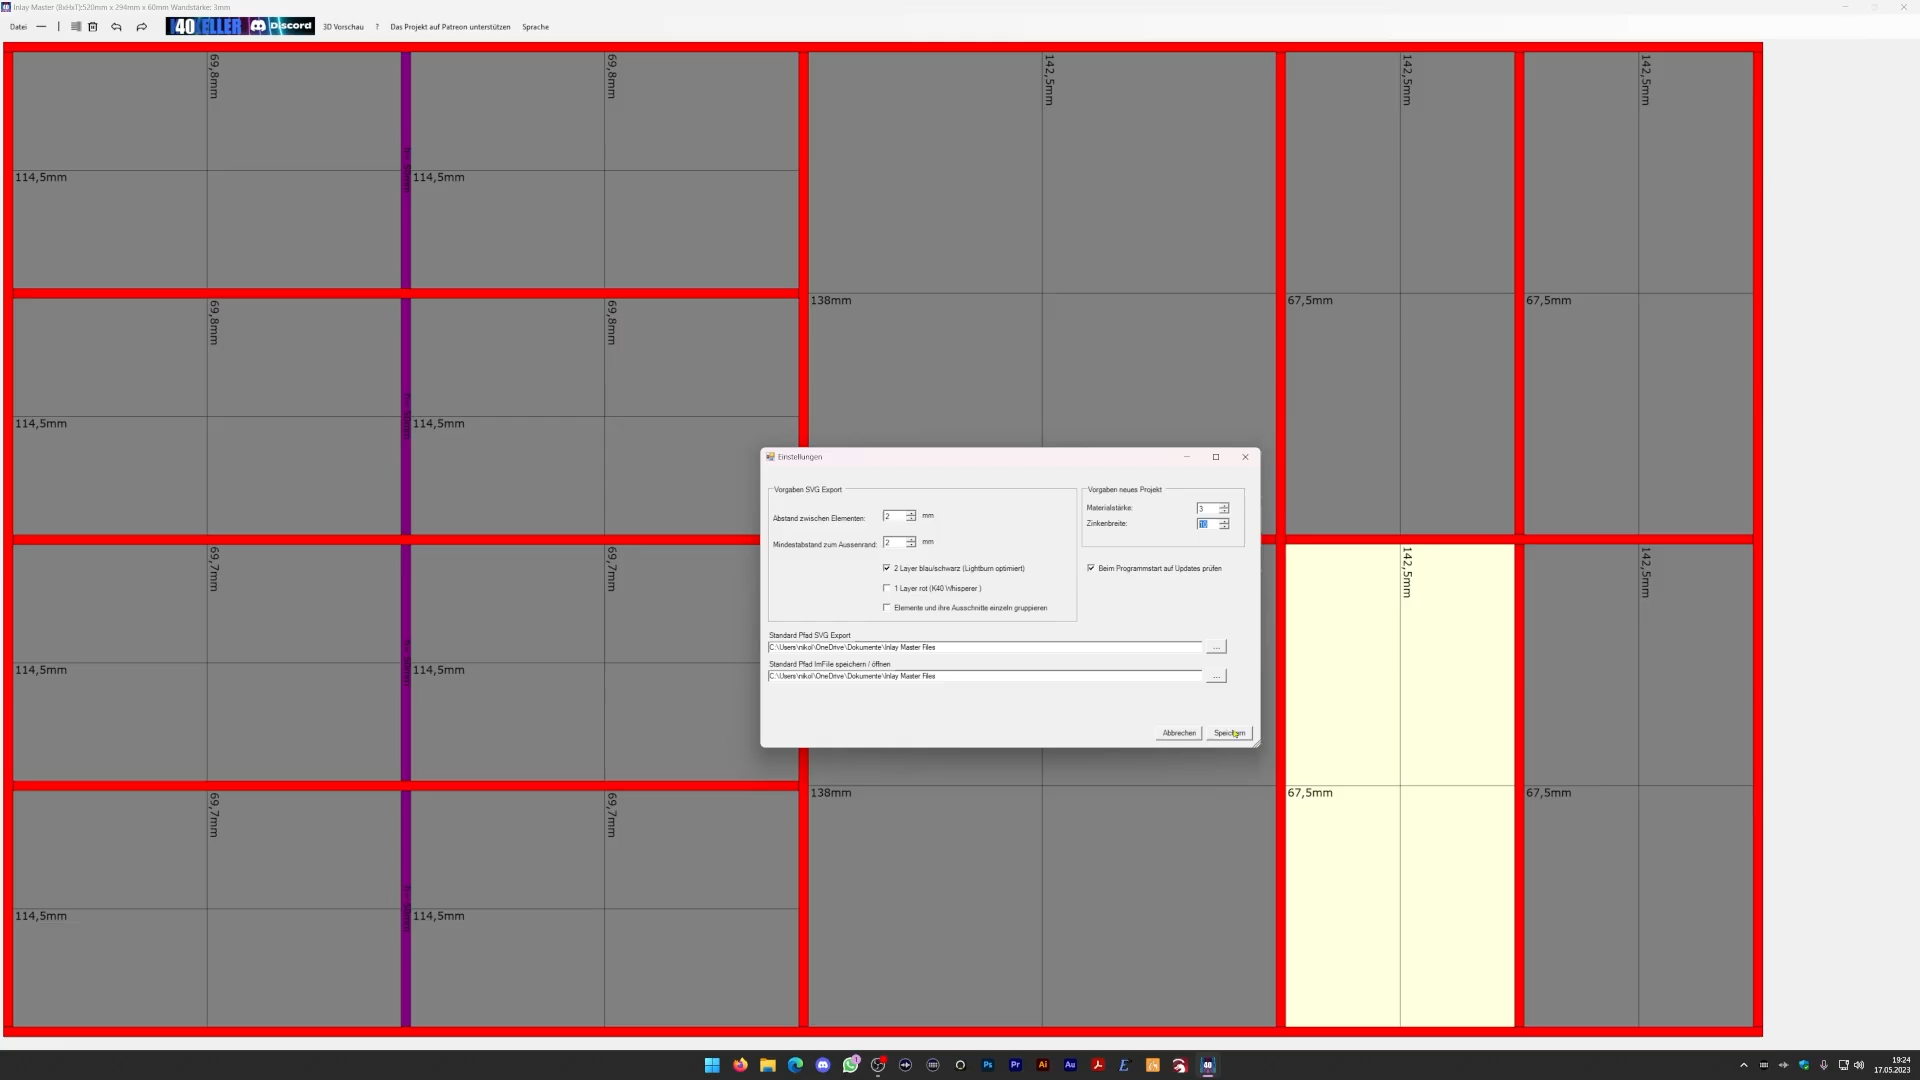 Inlay Master (BxHxT):520mm x 294mm x 60mm Wandstärke: 3mm
Datei
40KELLER Discord
3D Vorschau
?
Das Projekt auf Patreon unterstützen
Sprache
69,8mm
69,8mm
142,5mm
142,5mm
142,5mm
114,5mm
114,5mm
69,8mm
69,8mm
138mm
67,5mm
67,5mm
114,5mm
114,5mm
Einstellungen
Vorgaben SVG Export
Abstand zwischen Elementen:
2
mm
Mindestabstand zum Aussenrand:
2
mm
2 Layer blau/schwarz (Lightburn optimiert)
1 Layer rot (K40 Whisperer )
Elemente und ihre Ausschnitte einzeln gruppieren
Vorgaben neues Projekt
Materialstärke:
3
Zinkenbreite:
10
Beim Programmstart auf Updates prüfen
Standard Pfad SVG Export
C:\Users\nikol\OneDrive\Dokumente\Inlay Master Files
...
Standard Pfad ImFile speichern / öffnen
C:\Users\nikol\OneDrive\Dokumente\Inlay Master Files
...
Abbrechen
Speichern
69,7mm
69,7mm
142,5mm
142,5mm
114,5mm
114,5mm
69,7mm
69,7mm
138mm
67,5mm
67,5mm
114,5mm
114,5mm
Ps
Pr
Ai
Au
40
19:24
17.05.2023